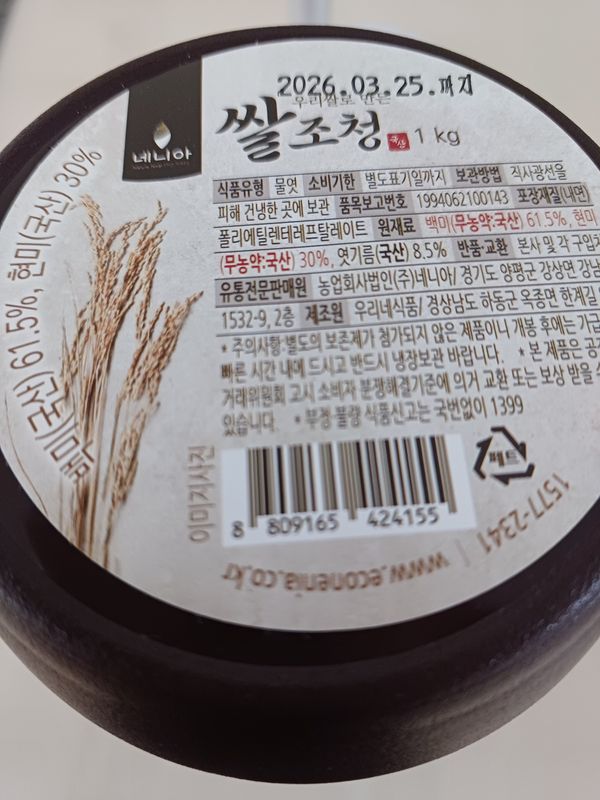 2026.03.25.까지
우리쌀로 만든
쌀조청 국산 1 kg
네니아
백미(국산) 61.5%, 현미(국산) 30%
식품유형 물엿 소비기한 별도표기일까지 보관방법 직사광선을
피해 건냉한 곳에 보관 품목보고번호 1994062100143 포장재질(내면)
폴리에틸렌테레프탈레이트 원재료 백미(무농약:국산) 61.5%, 현미
(무농약:국산) 30%, 엿기름(국산) 8.5% 반품·교환 본사 및 각 구입처
유통전문판매원 농업회사법인(주)네니아/ 경기도 양평군 강상면 강남
1532-9, 2층 제조원 우리네식품/ 경상남도 하동군 옥종면 한계길
* 주의사항:별도의 보존제가 첨가되지 않은 제품이니 개봉 후에는 가급
빠른 시간 내에 드시고 반드시 냉장보관 바랍니다. * 본 제품은 공정
거래위원회 고시 소비자 분쟁해결기준에 의거 교환 또는 보상 받을 수
있습니다. * 부정·불량 식품신고는 국번없이 1399
이미지사진
8 809165 424155
페트
www.econenia.co.kr | 1577-2341